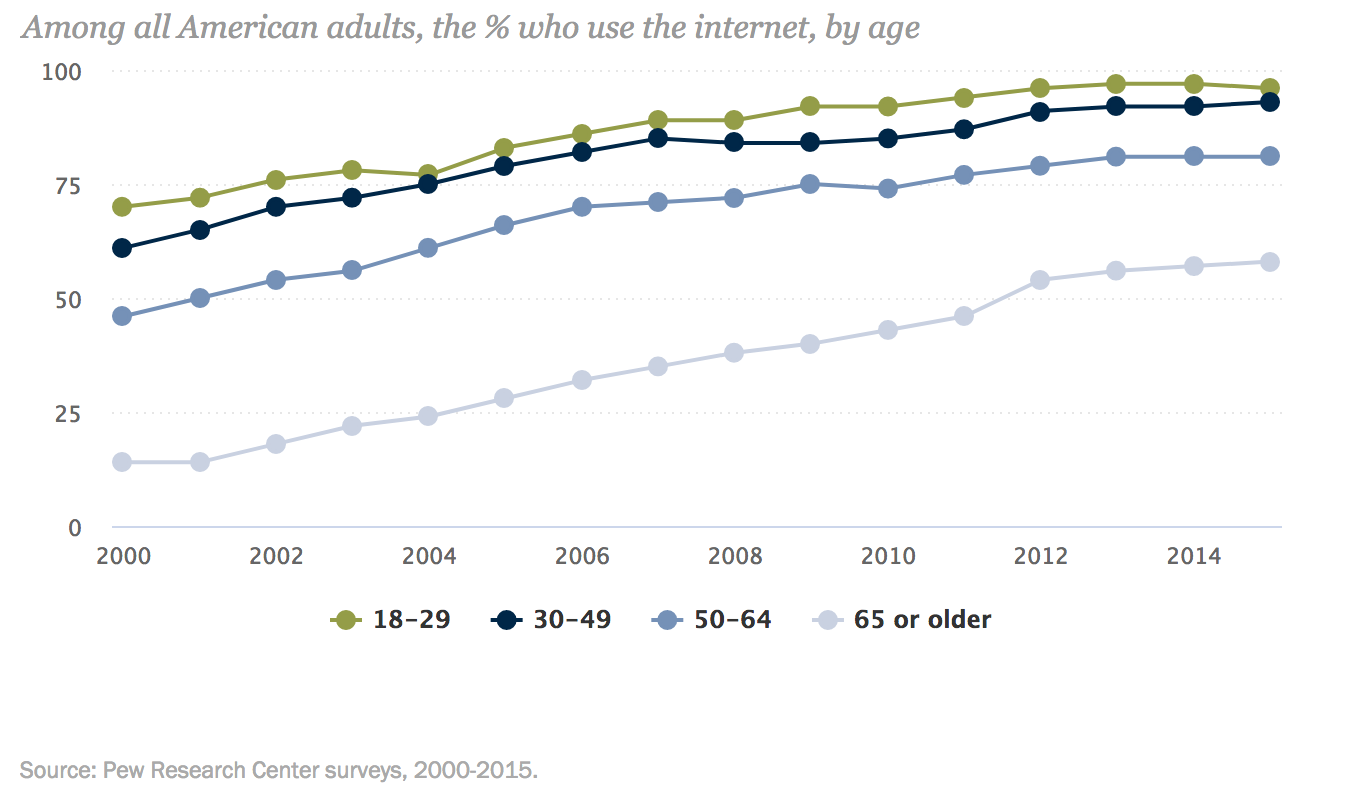 Among all American adults, the % who use the internet, by age
100
75
50
25
0
2000 2002 2004 2006 2008 2010 2012 2014
18–29 30–49 50–64 65 or older
Source: Pew Research Center surveys, 2000-2015.